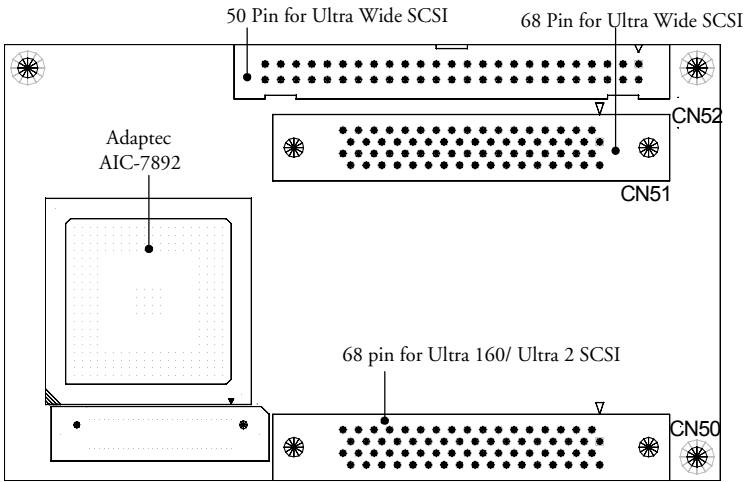 50 Pin for Ultra Wide SCSI
68 Pin for Ultra Wide SCSI
CN52
Adaptec
AIC-7892
CN51
68 pin for Ultra 160/ Ultra 2 SCSI
CN50